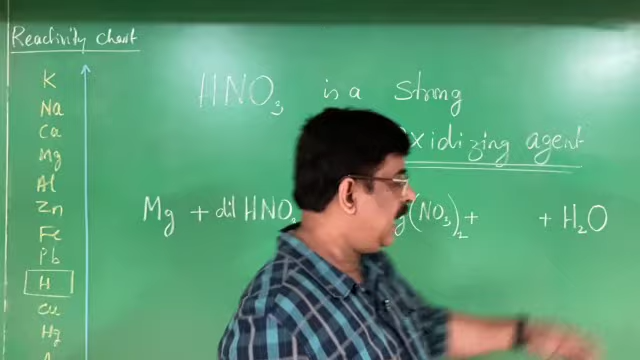 Reactivity chart
K
Na
Ca
Mg
Al
Zn
Fe
Pb
H
Cu
Hg
HNO₃ is a Strong
Oxidizing agent
Mg + dil HNO₃ g(NO₃)₂ + + H₂O